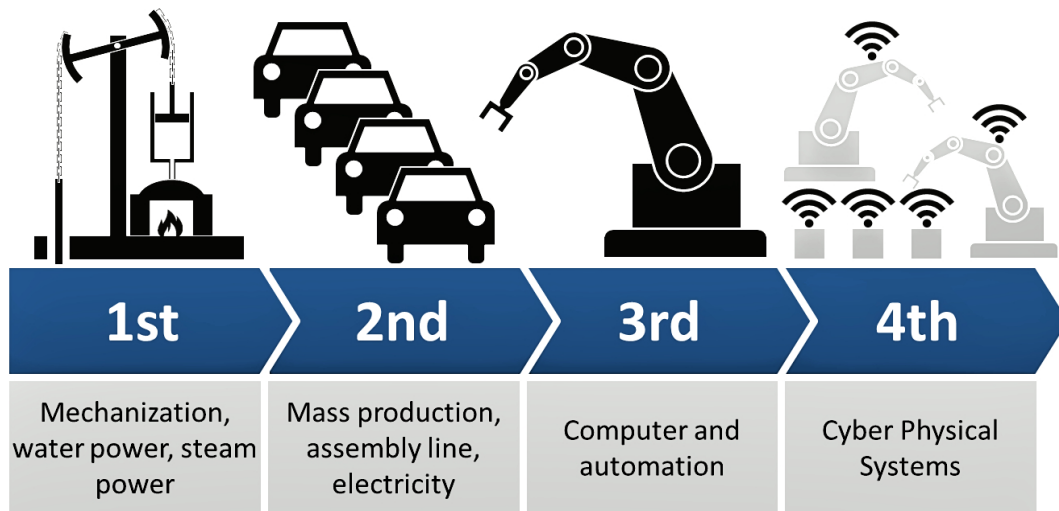 1st
2nd
3rd
4th
Mechanization,
water power, steam
power
Mass production,
assembly line,
electricity
Computer and
automation
Cyber Physical
Systems